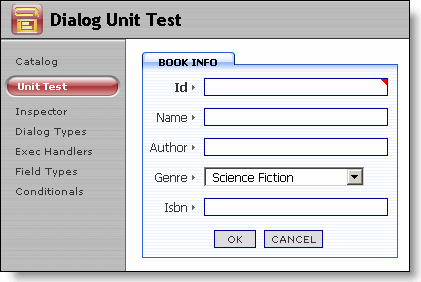 Dialog Unit Test
Catalog
Unit Test
Inspector
Dialog Types
Exec Handlers
Field Types
Conditionals
BOOK INFO
Id
Name
Author
Genre Science Fiction
Isbn
OK CANCEL